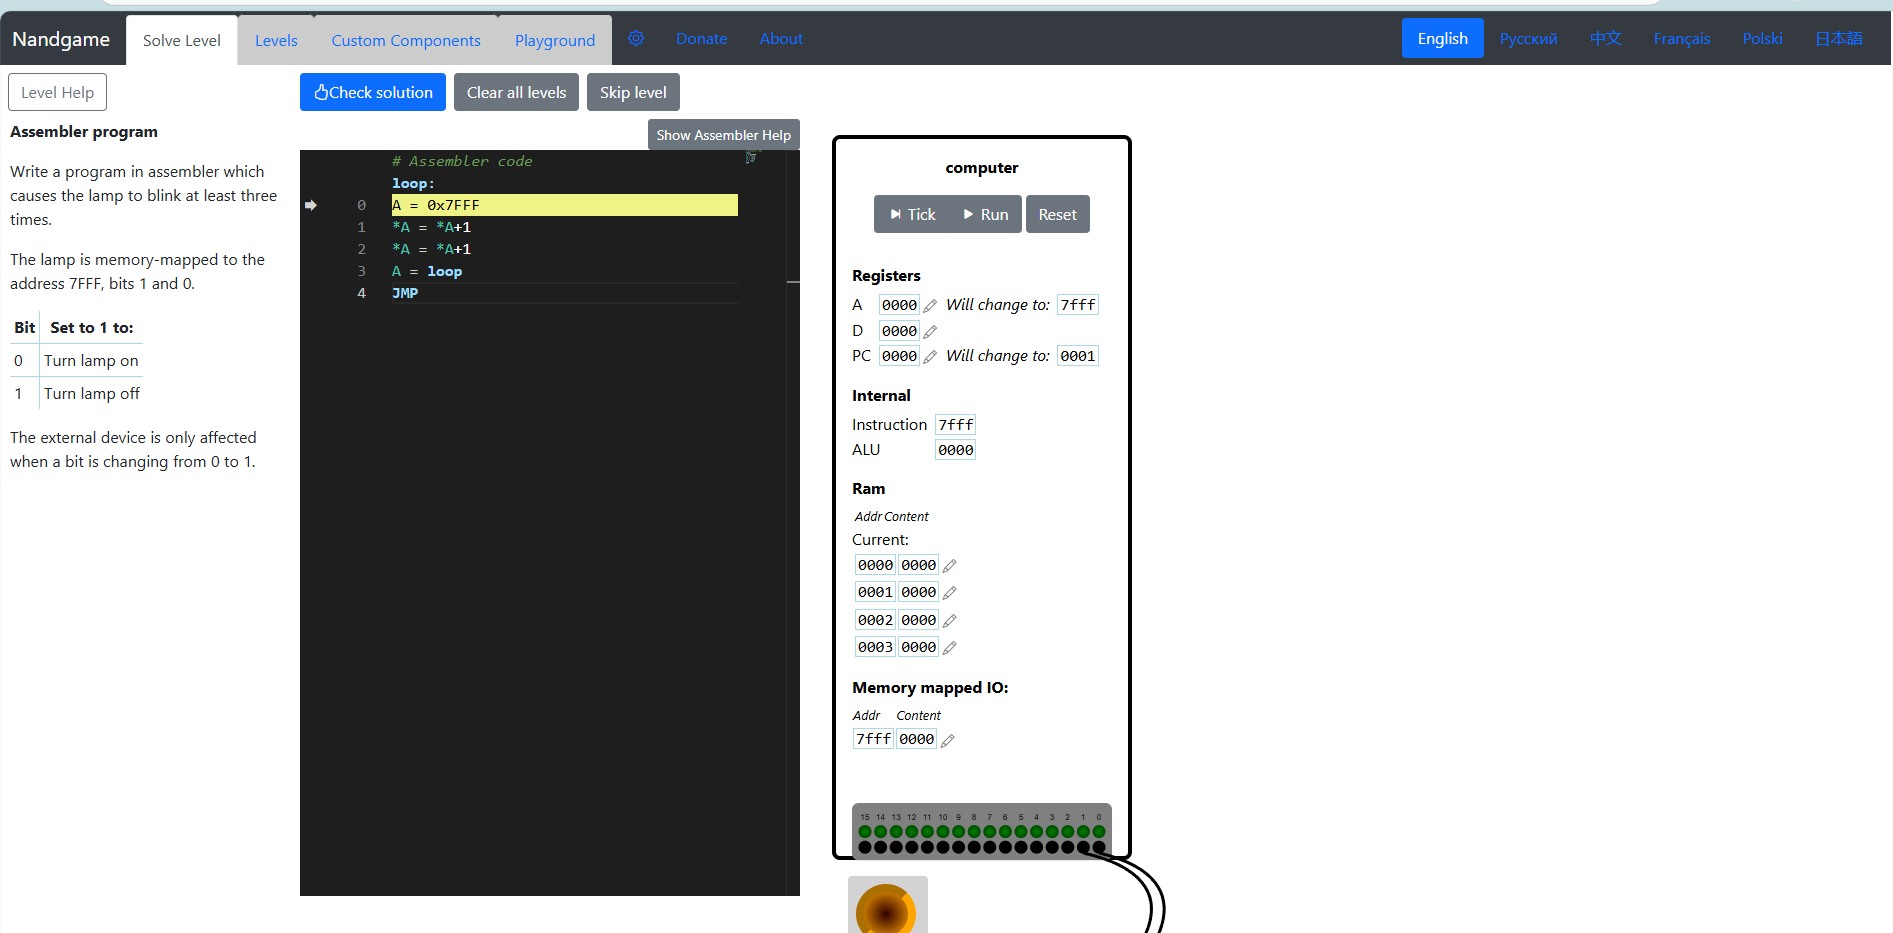 Nandgame Solve Level Levels Custom Components Playground Donate About English Русский 中文 Français Polski 日本語
Level Help
Check solution Clear all levels Skip level
Assembler program
Write a program in assembler which
causes the lamp to blink at least three
times.
The lamp is memory-mapped to the
address 7FFF, bits 1 and 0.
Bit Set to 1 to:
0 Turn lamp on
1 Turn lamp off
The external device is only affected
when a bit is changing from 0 to 1.
Show Assembler Help
# Assembler code
loop:
0 A = 0x7FFF
1 *A = *A+1
2 *A = *A+1
3 A = loop
4 JMP
computer
Tick Run Reset
Registers
A 0000 Will change to: 7fff
D 0000
PC 0000 Will change to: 0001
Internal
Instruction 7fff
ALU 0000
Ram
Addr Content
Current:
0000 0000
0001 0000
0002 0000
0003 0000
Memory mapped IO:
Addr Content
7fff 0000
15 14 13 12 11 10 9 8 7 6 5 4 3 2 1 0